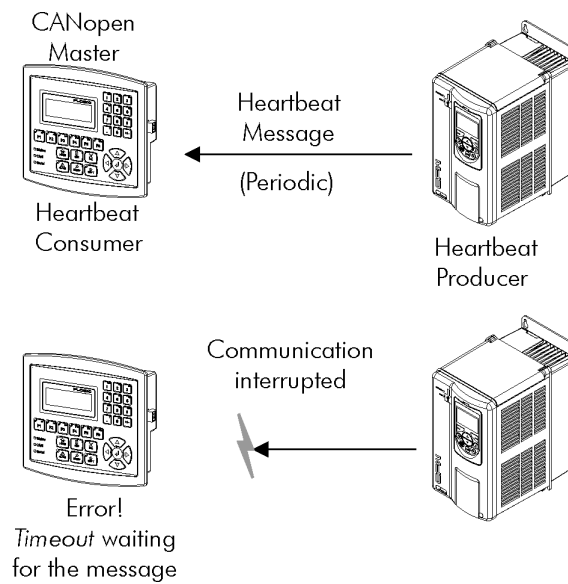 CANopen
Master
Heartbeat
Message
(Periodic)
Heartbeat
Consumer
Heartbeat
Producer
Communication
interrupted
Error!
Timeout waiting
for the message